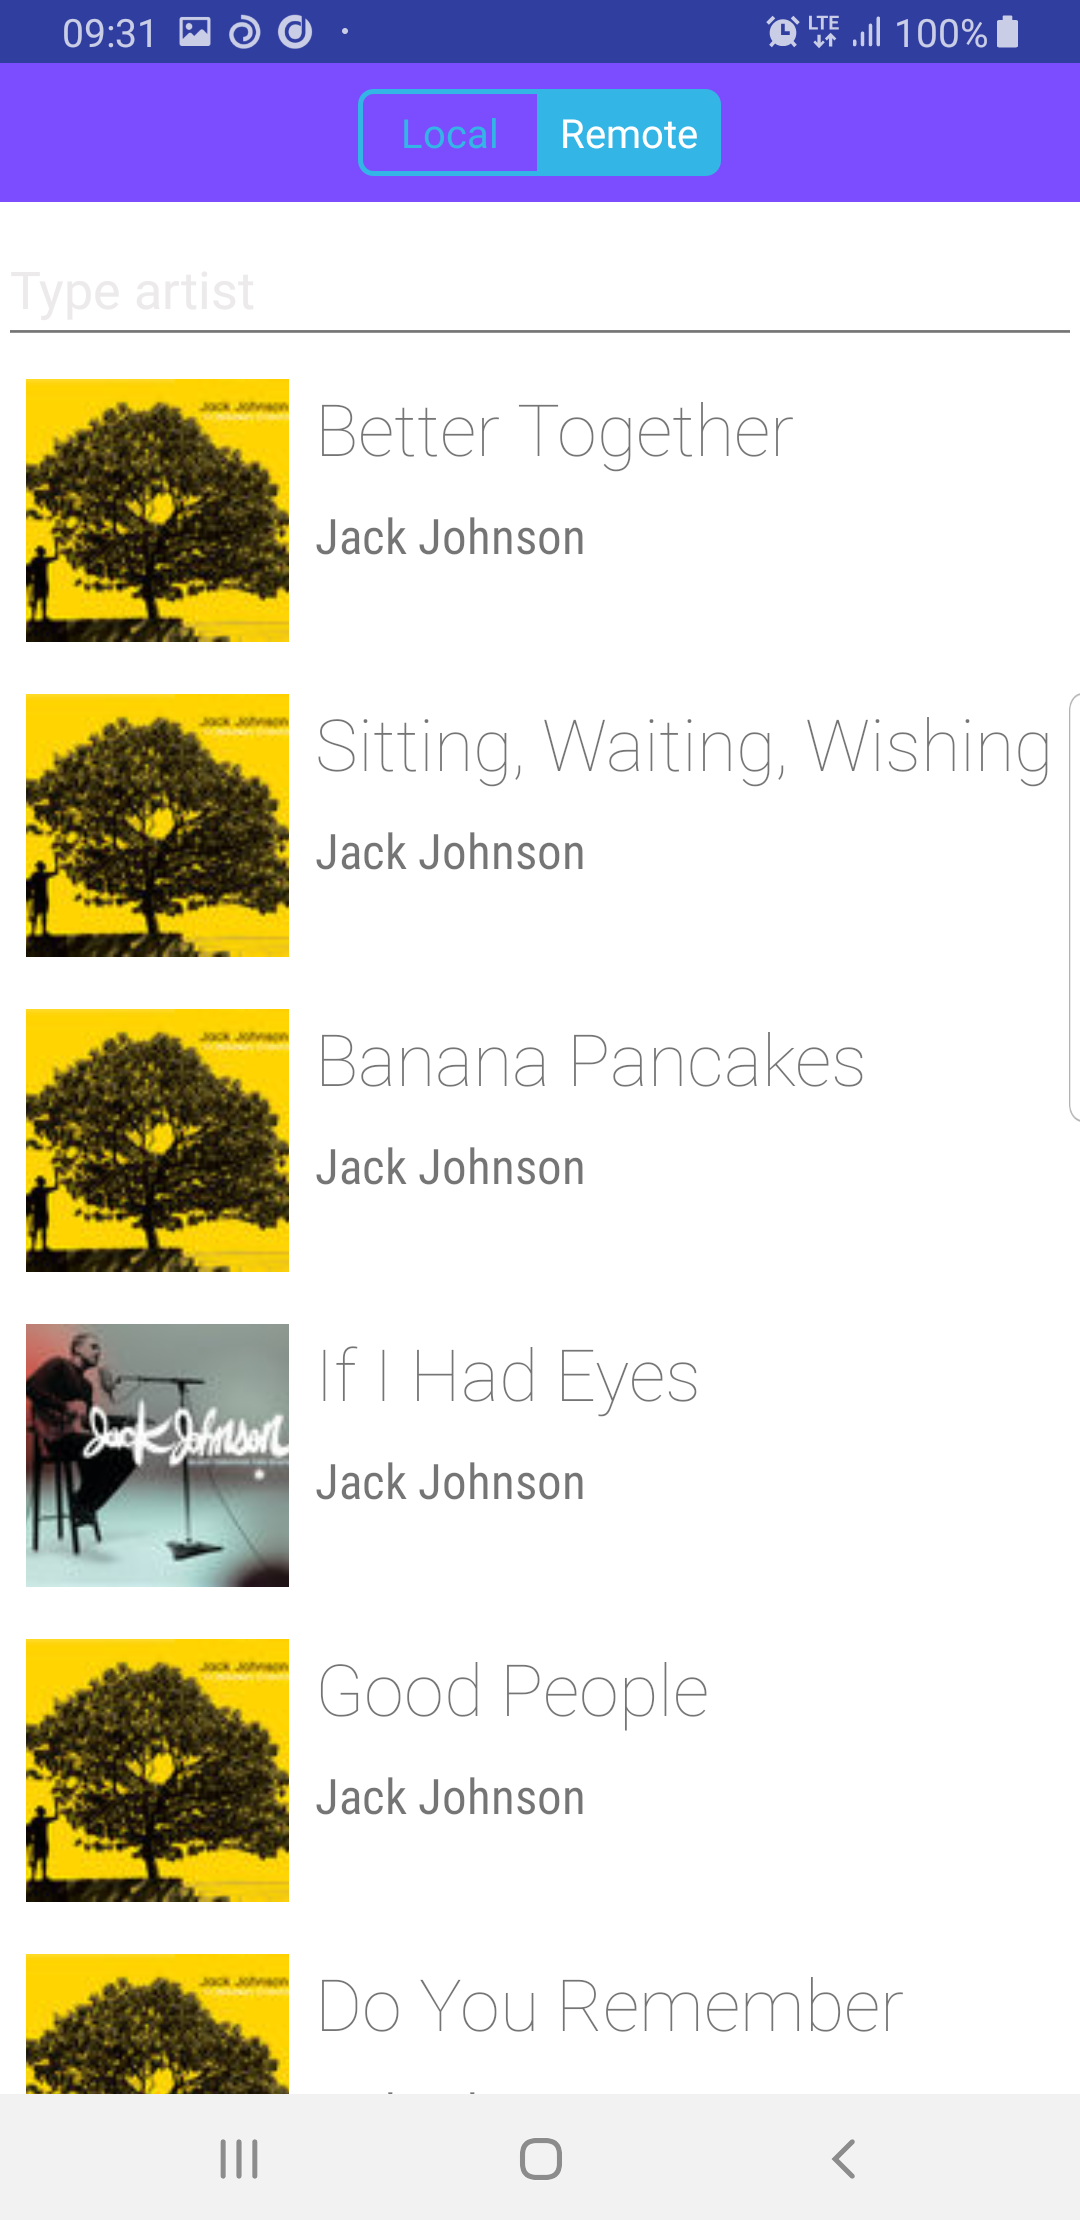 09:31 LTE 100%
Local Remote
Type artist
Jack Johnson
Better Together
Jack Johnson
Jack Johnson
Sitting, Waiting, Wishing
Jack Johnson
Jack Johnson
Banana Pancakes
Jack Johnson
Jack Johnson
If I Had Eyes
Jack Johnson
Jack Johnson
Good People
Jack Johnson
Jack Johnson
Do You Remember